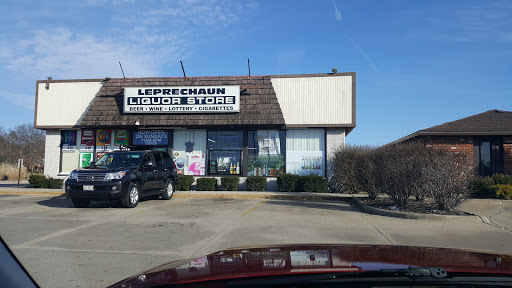 LEPRECHAUN
LIQUOR STORE
BEER • WINE • LOTTERY • CIGARETTES